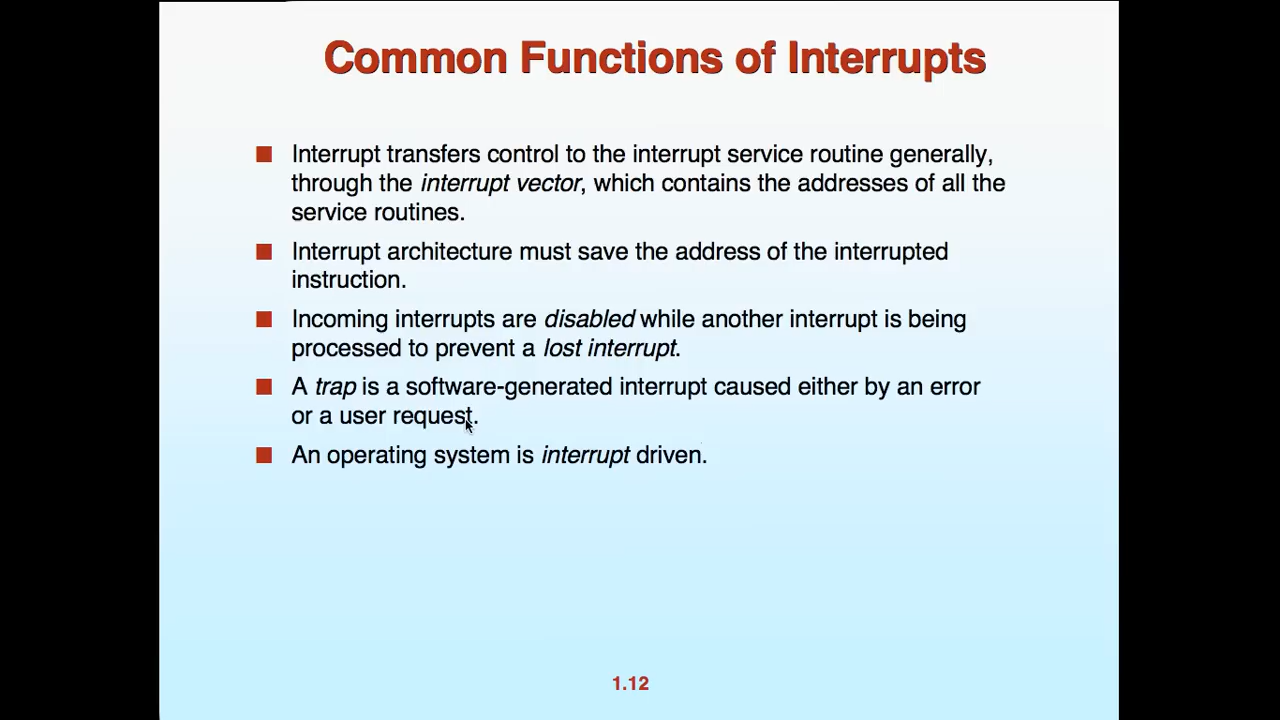 Common Functions of Interrupts
Interrupt transfers control to the interrupt service routine generally,
through the interrupt vector, which contains the addresses of all the
service routines.
Interrupt architecture must save the address of the interrupted
instruction.
Incoming interrupts are disabled while another interrupt is being
processed to prevent a lost interrupt.
A trap is a software-generated interrupt caused either by an error
or a user request.
An operating system is interrupt driven.
1.12